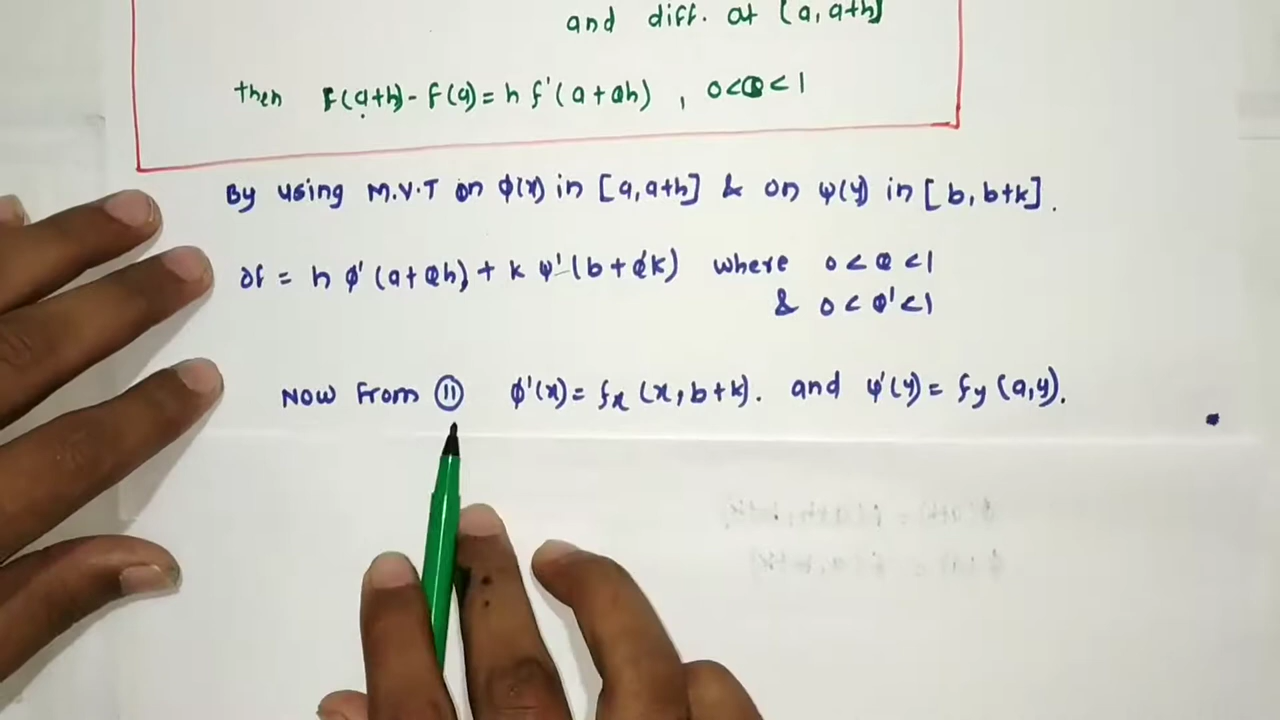 and diff. at (a, a+h)
then F(a+h) - F(a) = h f'(a+θh) , 0<θ<1
By using M.V.T on ϕ(x) in [a, a+h] & on ψ(y) in [b, b+k].
δf = h ϕ'(a+θh) + k ψ'(b+θ'k) where 0<θ<1
& 0<θ'<1
Now From ⑪ ϕ'(x) = fx (x, b+k). and ψ'(y) = fy (a,y).